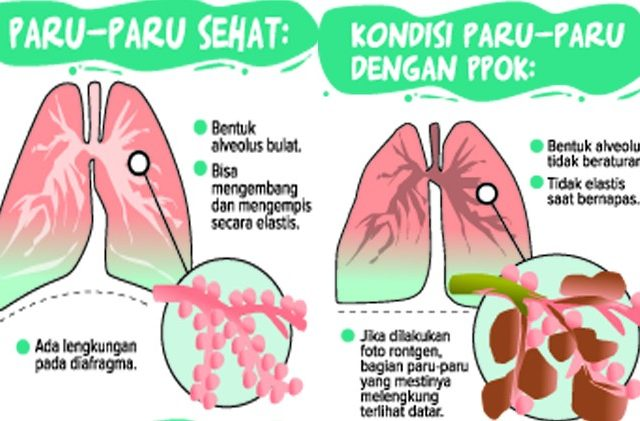 PARU-PARU SEHAT:
Bentuk
alveolus bulat.
Bisa
mengembang
dan mengempis
secara elastis.
Ada lengkungan
pada diafragma.
KONDISI PARU-PARU
DENGAN PPOK:
Bentuk alveolu
tidak beraturan
Tidak elastis
saat bernapas.
Jika dilakukan
foto rontgen,
bagian paru-paru
yang mestinya
melengkung
terlihat datar.